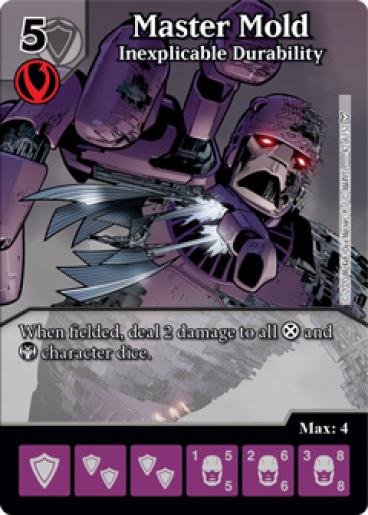 5
Master Mold
Inexplicable Durability
When fielded, deal 2 damage to all and
character dice.
Max: 4
1 5 5
2 6 6
3 8 8